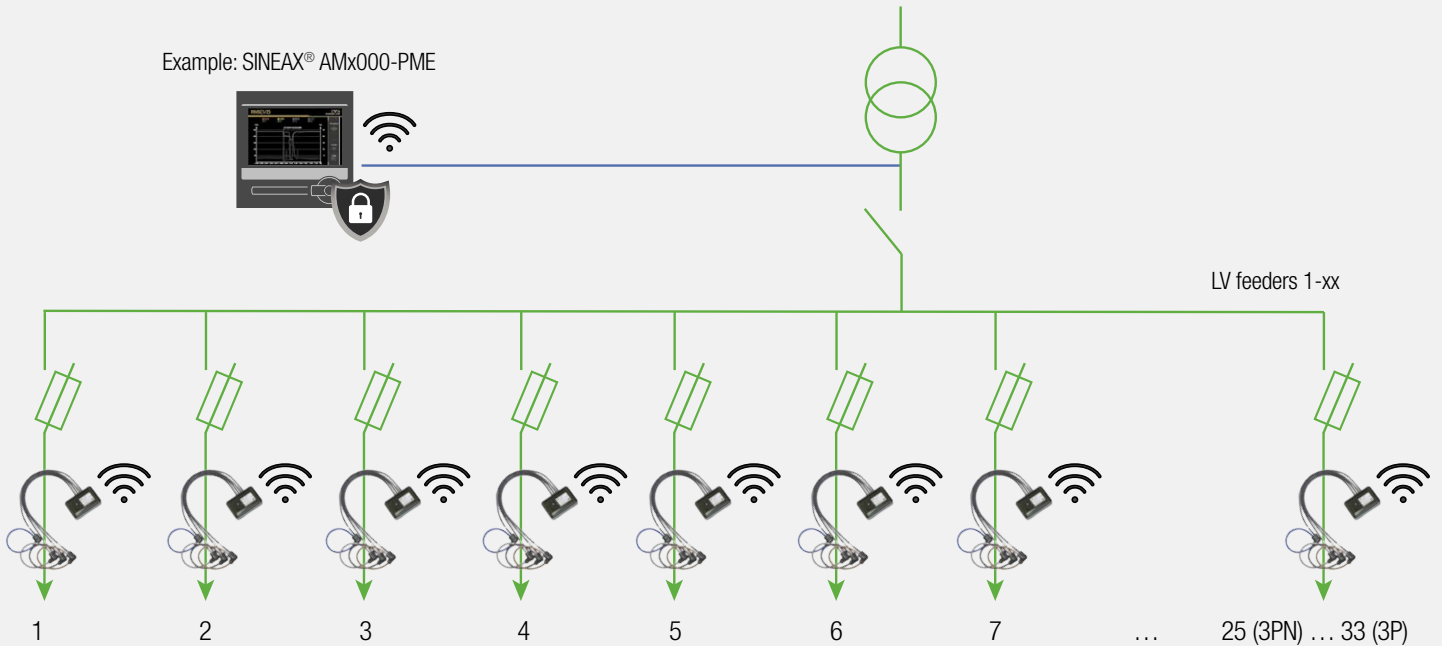 Example: SINEAX® AMx000-PME
LV feeders 1-xx
1 2 3 4 5 6 7 … 25 (3PN) … 33 (3P)